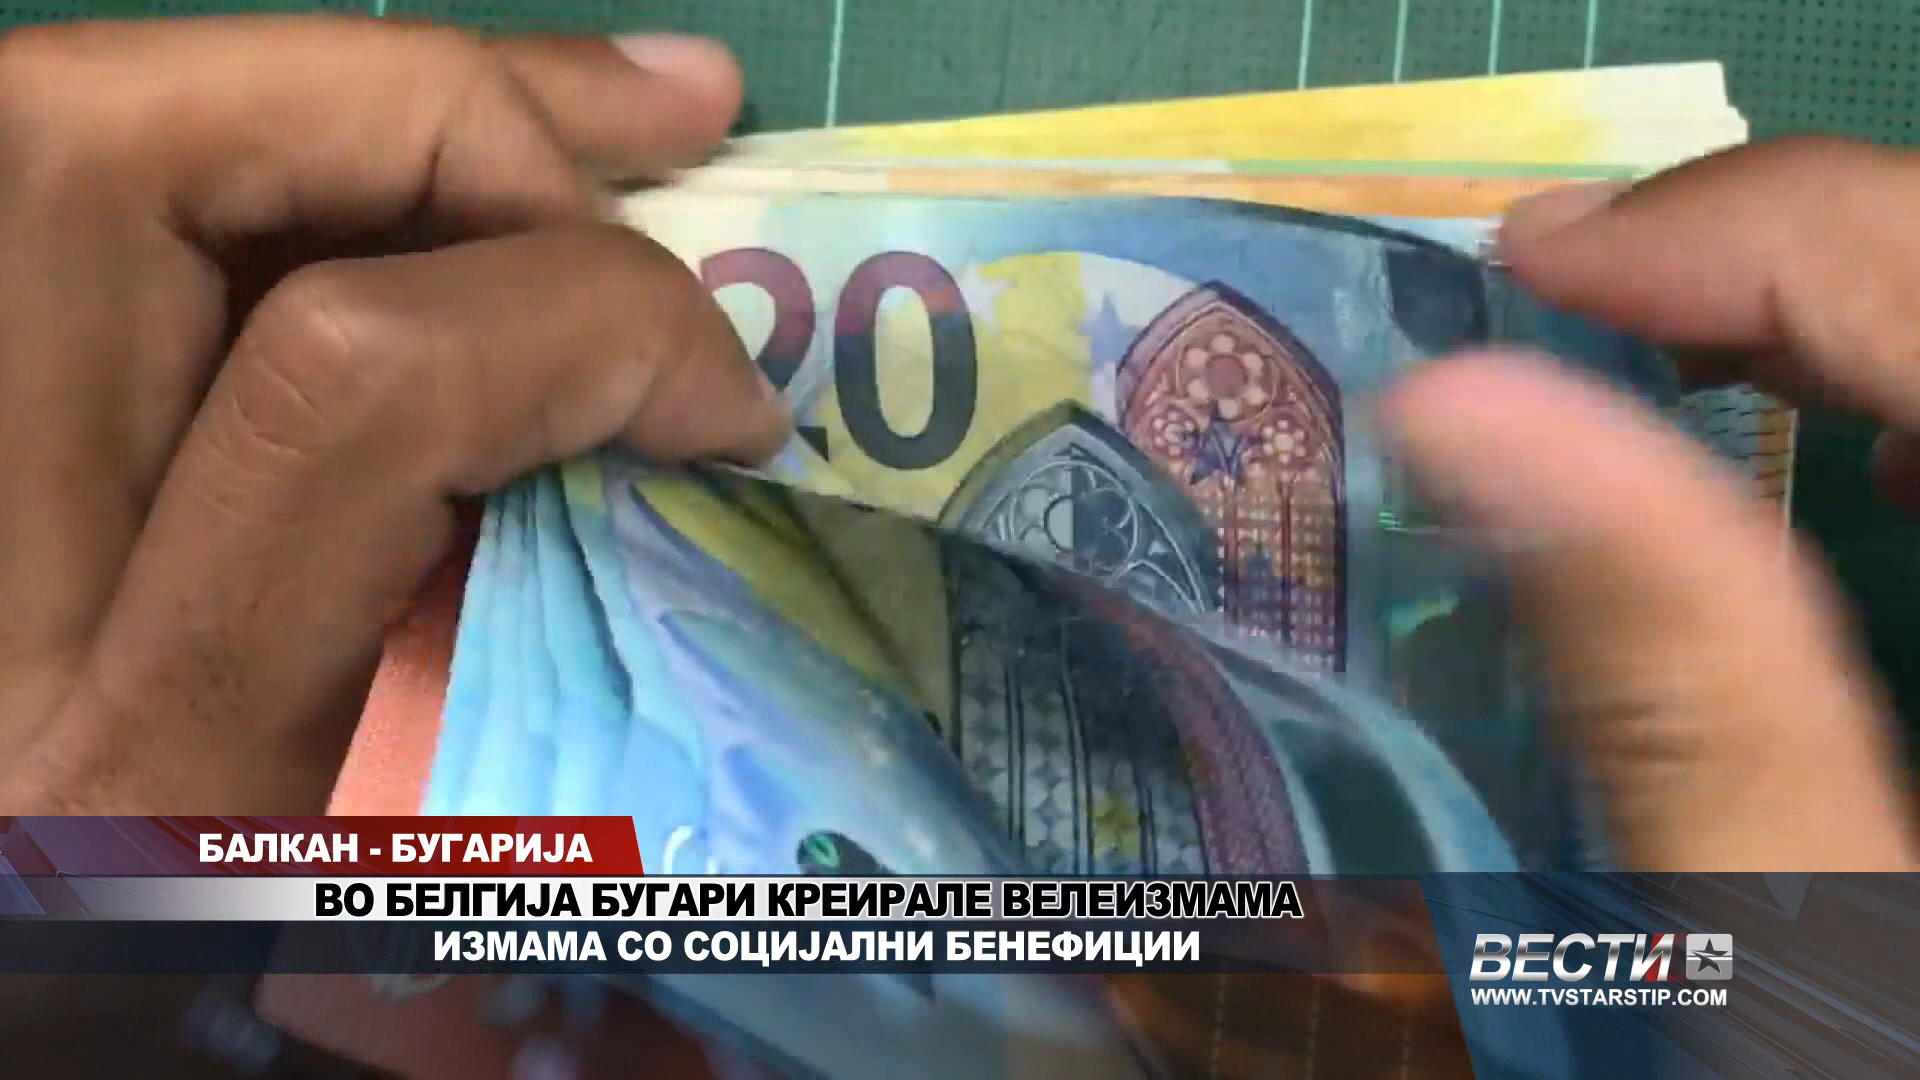 20
БАЛКАН - БУГАРИЈА
ВО БЕЛГИЈА БУГАРИ КРЕИРАЛЕ ВЕЛЕИЗМАМА
ИЗМАМА СО СОЦИЈАЛНИ БЕНЕФИЦИИ
ВЕСТИ
WWW.TVSTARSTIP.COM